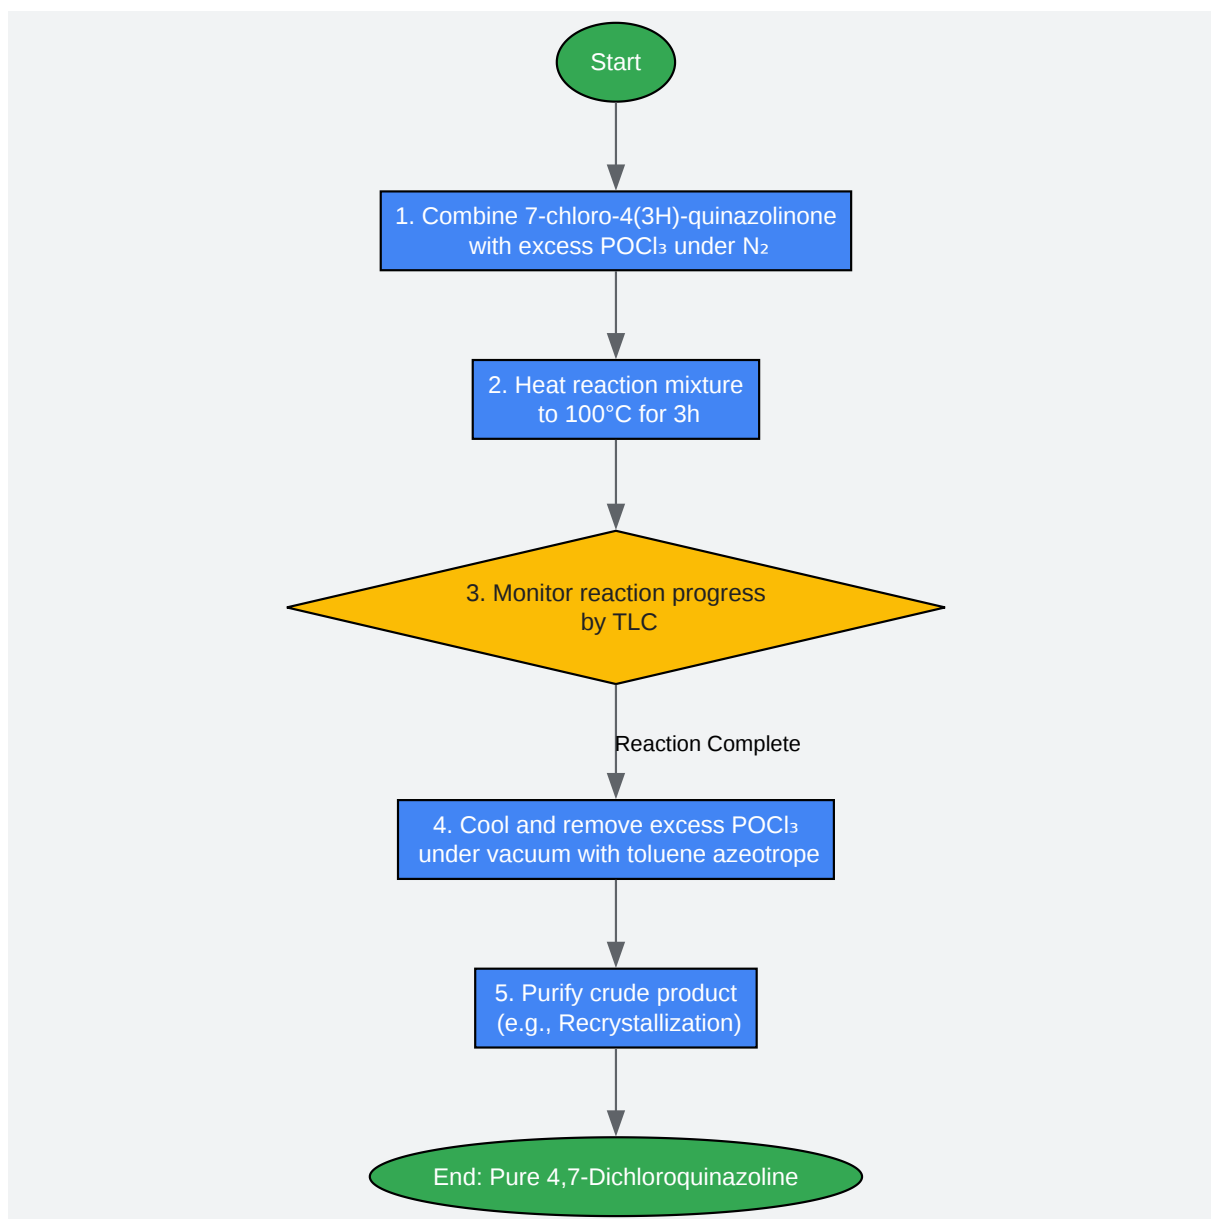 Start
1. Combine 7-chloro-4(3H)-quinazolinone
with excess POCl₃ under N₂
2. Heat reaction mixture
to 100°C for 3h
3. Monitor reaction progress
by TLC
Reaction Complete
4. Cool and remove excess POCl₃
under vacuum with toluene azeotrope
5. Purify crude product
(e.g., Recrystallization)
End: Pure 4,7-Dichloroquinazoline